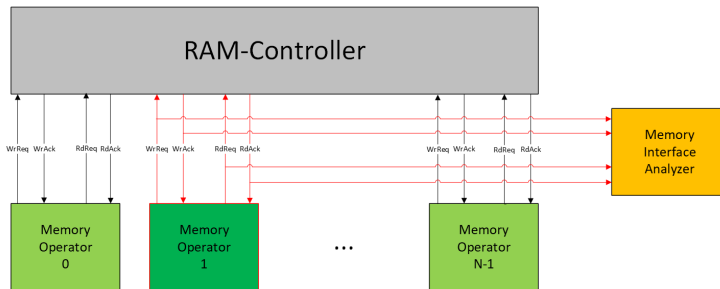 RAM-Controller
WrReq WrAck RdReq RdAck WrReq WrAck RdReq RdAck WrReq WrAck RdReq RdAck
Memory
Interface
Analyzer
Memory
Operator
0
Memory
Operator
1
...
Memory
Operator
N-1